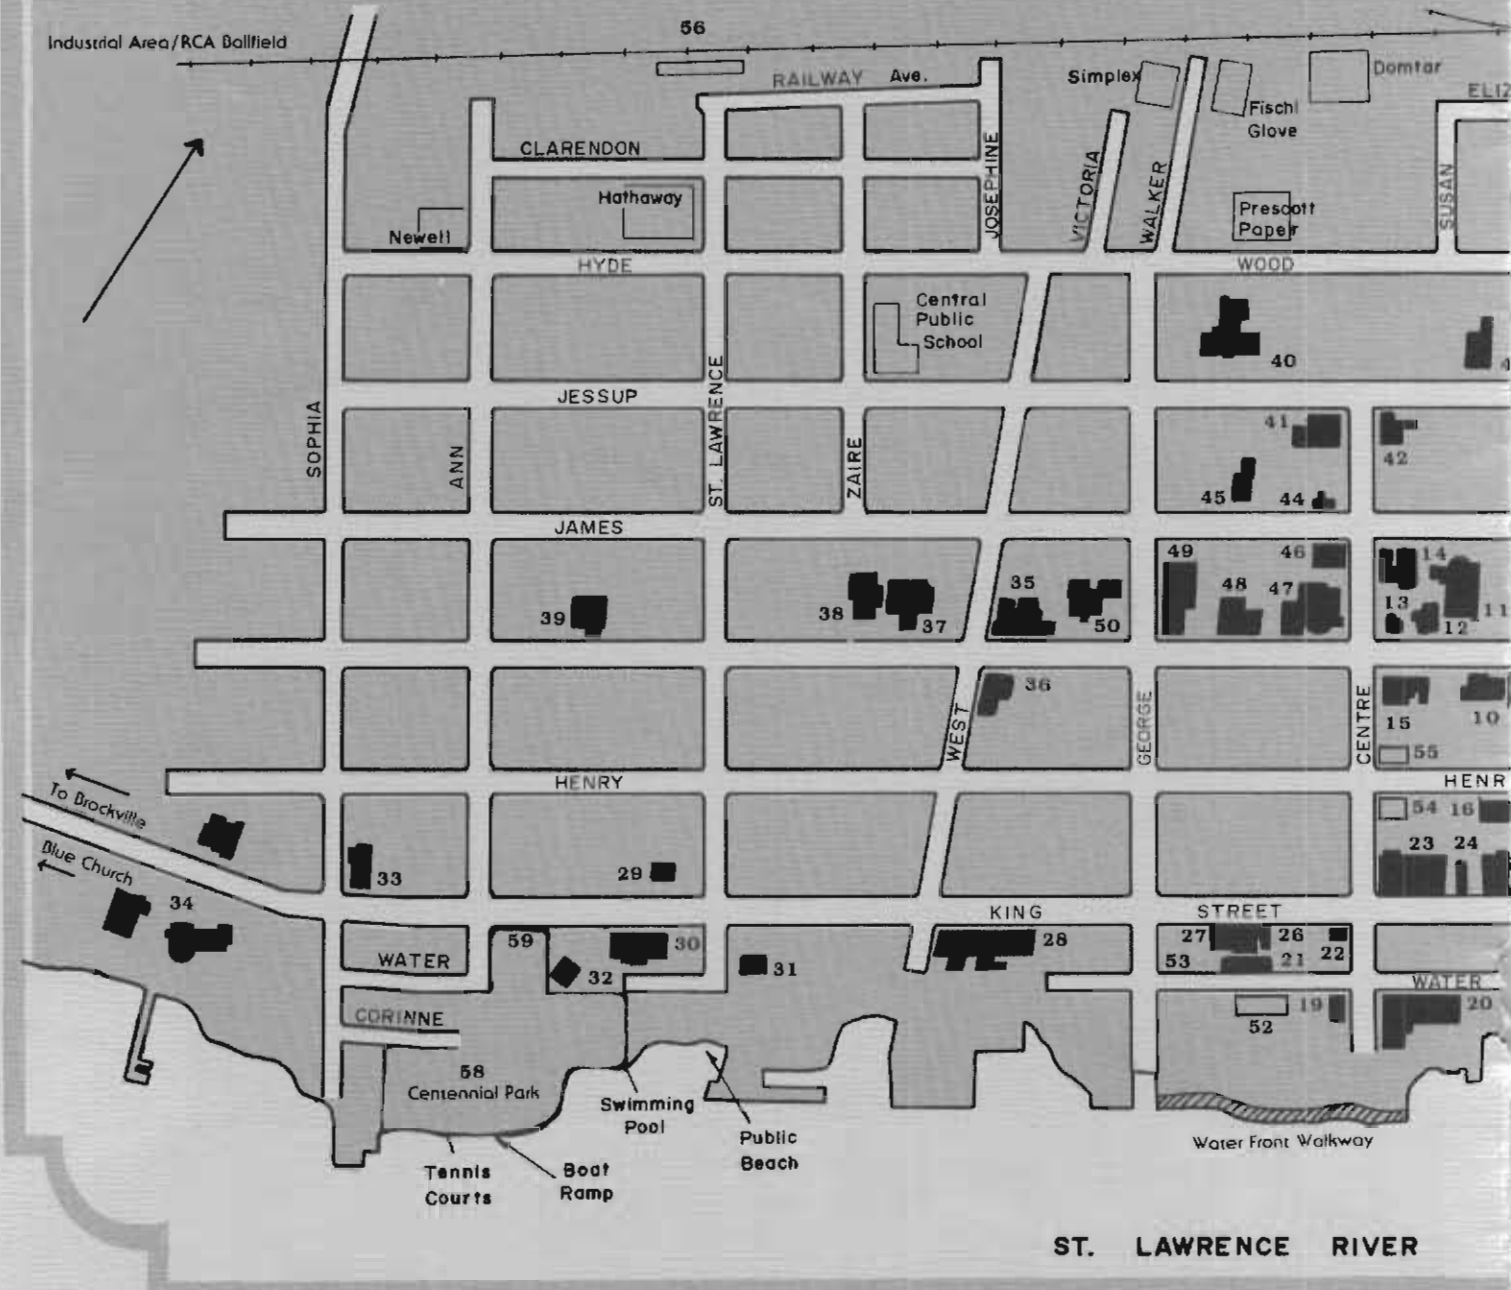 56
Industrial Area/RCA Ballfield
RAILWAY Ave.
Simplex
Domtar
ELIZ
Fischl
Glove
CLARENDON
JOSEPHINE
VICTORIA
WALKER
SUSAN
Hathaway
Newell
Prescott
Paper
HYDE
WOOD
Central
Public
School
40
4
JESSUP
SOPHIA
ANN
ST. LAWRENCE
ZAIRE
41
42
45
44
JAMES
49
46
14
35
48
47
39
38
37
50
13
12
11
36
WEST
GEORGE
CENTRE
15
10
55
HENRY
HENR
To Brockville
54
16
Blue Church
33
29
23
24
34
KING
STREET
59
30
28
27
26
22
WATER
32
31
53
21
WATER
CORINNE
52
19
20
58
Centennial Park
Swimming
Pool
Public
Beach
Water Front Walkway
Tennis
Courts
Boat
Ramp
ST. LAWRENCE RIVER